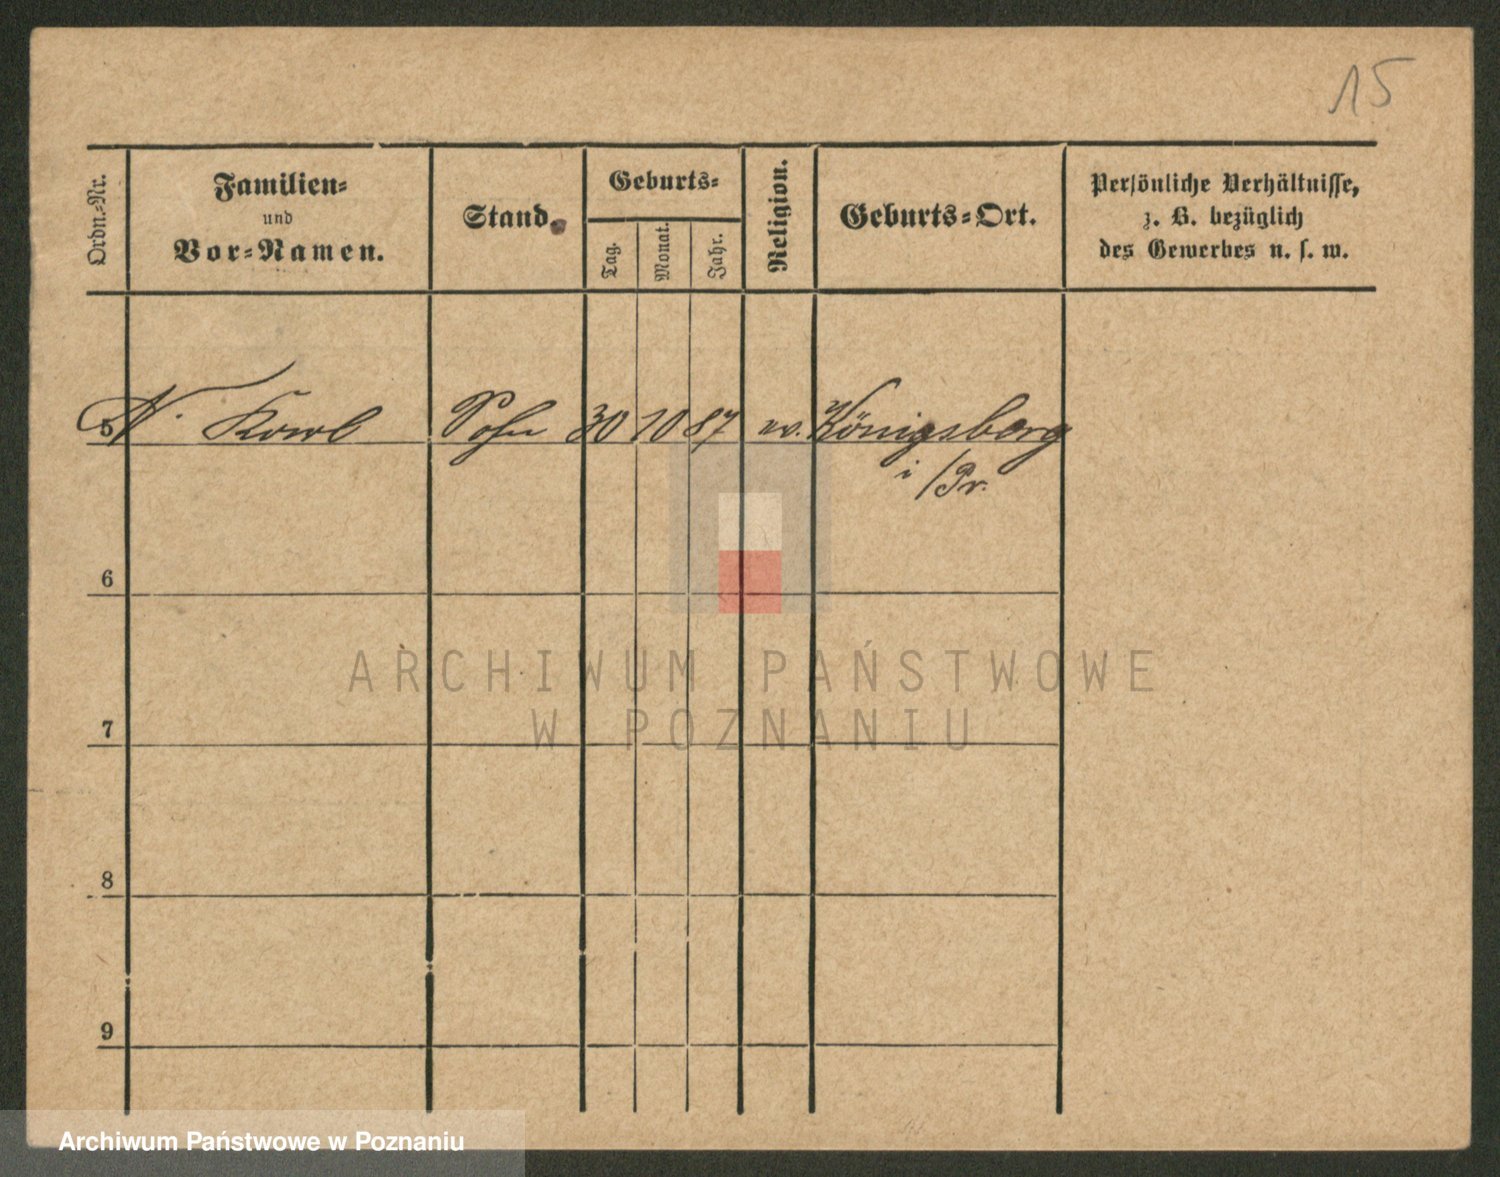 15
Ordn.-Nr.
Familien-
und
Vor-Namen.
Stand.
Geburts-
Tag.
Monat.
Jahr.
Religion.
Geburts-Ort.
Persönliche Verhältnisse,
z. B. bezüglich
des Gewerbes u. s. w.
5 Karl Sohn 30 10 87 ev. Königsberg
i/Pr.
6
7
8
9
ARCHIWUM PAŃSTWOWE
W POZNANIU
Archiwum Państwowe w Poznaniu